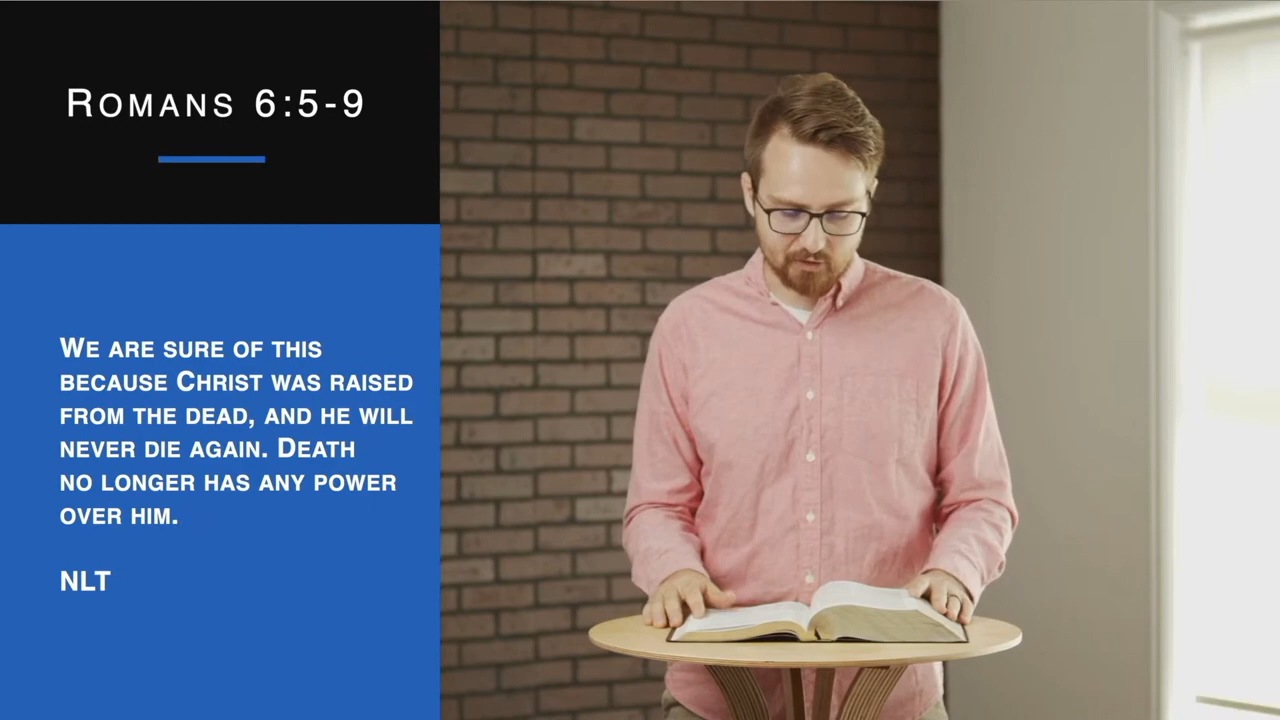 Romans 6:5-9
We are sure of this
because Christ was raised
from the dead, and he will
never die again. Death
no longer has any power
over him.
NLT